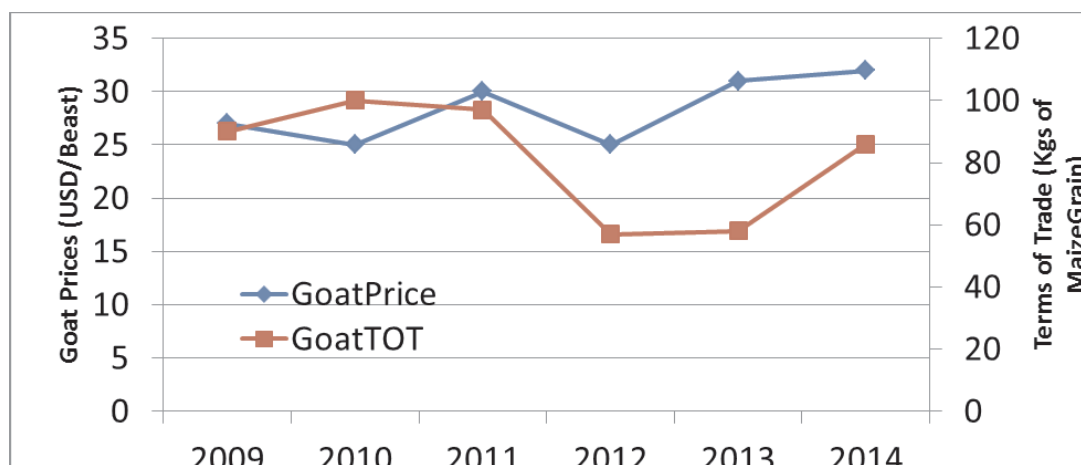 35
30
25
20
15
10
5
0
Goat Prices (USD/Beast)
GoatPrice
GoatTOT
120
100
80
60
40
20
0
Terms of Trade (Kgs of
MaizeGrain)
2009 2010 2011 2012 2013 2014